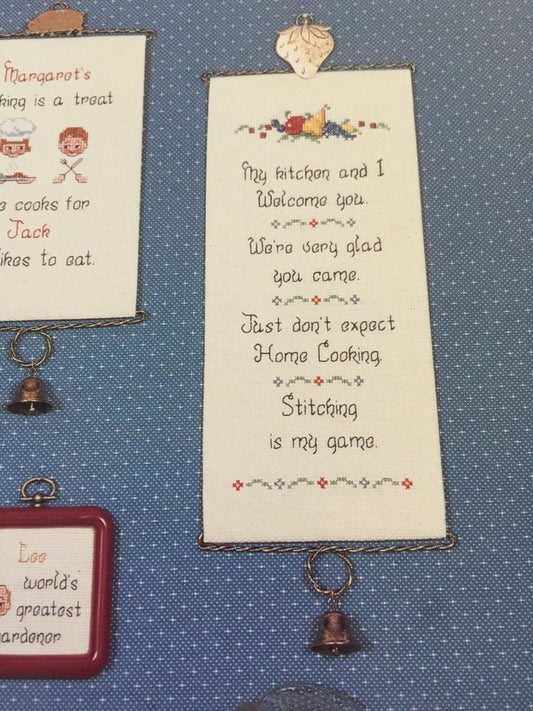 Margaret's
king is a treat
e cooks for
Jack
ikes to eat.
My kitchen and I
Welcome you.
We're very glad
you came.
Just don't expect
Home Cooking.
Stitching
is my game.
Lee
world's
greatest
ardener